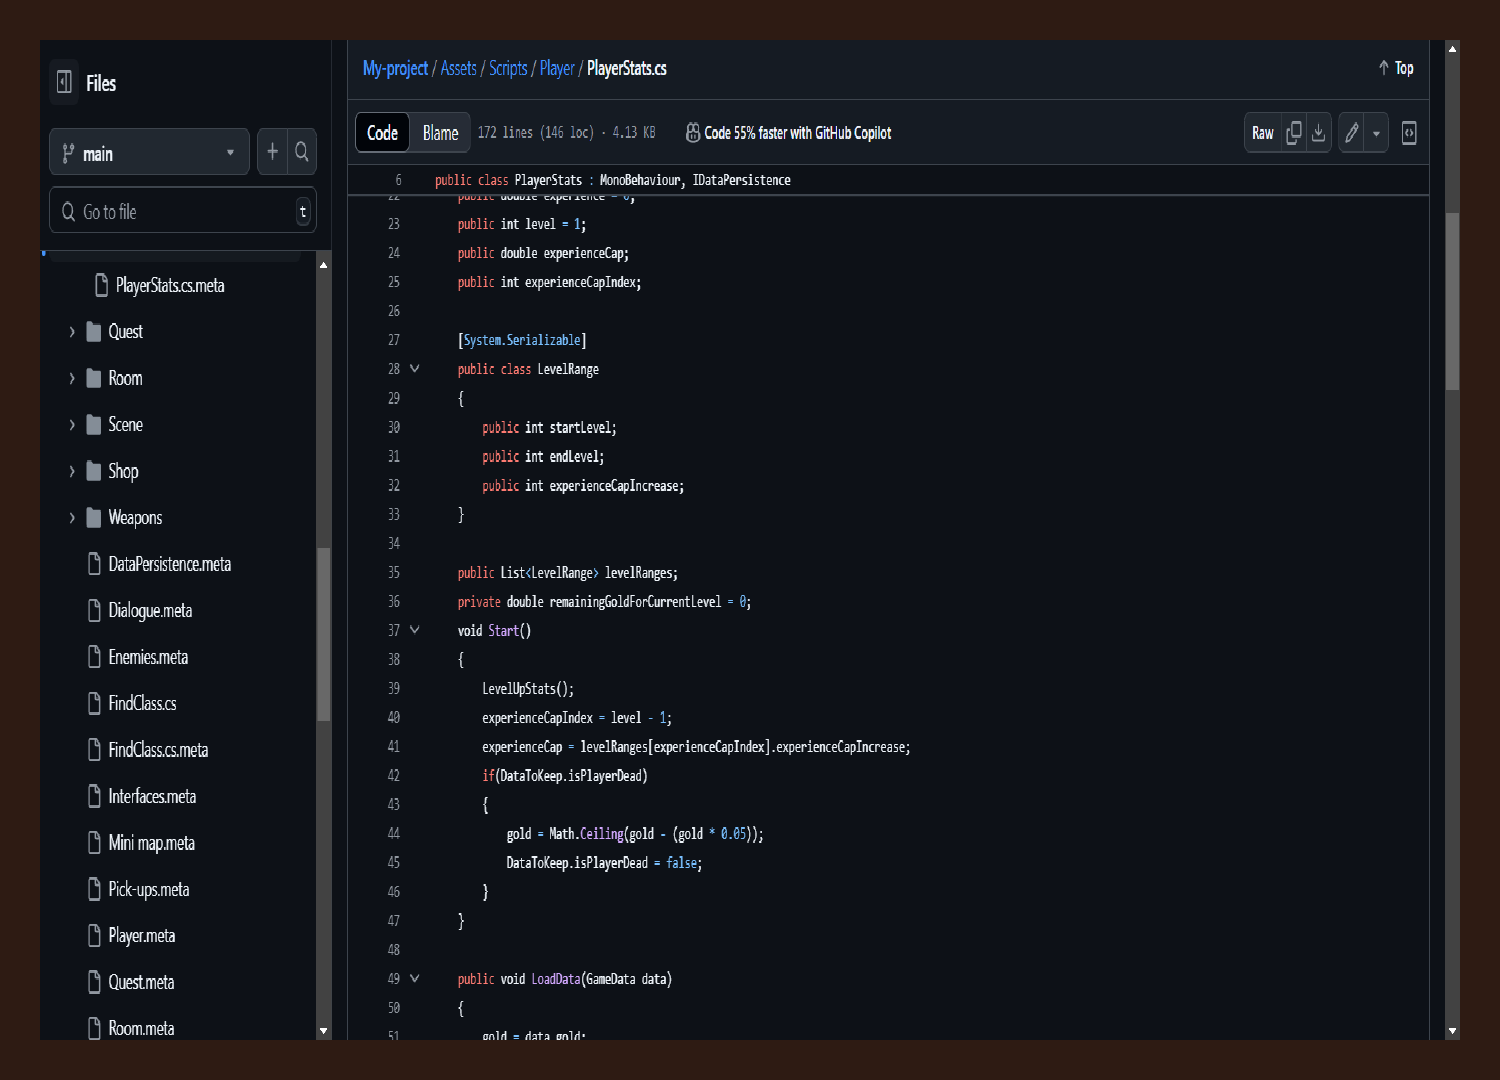 Files
main
Go to file
t
PlayerStats.cs.meta
Quest
Room
Scene
Shop
Weapons
DataPersistence.meta
Dialogue.meta
Enemies.meta
FindClass.cs
FindClass.cs.meta
Interfaces.meta
Mini map.meta
Pick-ups.meta
Player.meta
Quest.meta
Room.meta
My-project / Assets / Scripts / Player / PlayerStats.cs
Top
Code Blame 172 lines (146 loc) · 4.13 KB Code 55% faster with GitHub Copilot Raw
6 public class PlayerStats : MonoBehaviour, IDataPersistence
22 public double experience = 0;
23 public int level = 1;
24 public double experienceCap;
25 public int experienceCapIndex;
26
27 [System.Serializable]
28 public class LevelRange
29 {
30 public int startLevel;
31 public int endLevel;
32 public int experienceCapIncrease;
33 }
34
35 public List<LevelRange> levelRanges;
36 private double remainingGoldForCurrentLevel = 0;
37 void Start()
38 {
39 LevelUpStats();
40 experienceCapIndex = level - 1;
41 experienceCap = levelRanges[experienceCapIndex].experienceCapIncrease;
42 if(DataToKeep.isPlayerDead)
43 {
44 gold = Math.Ceiling(gold - (gold * 0.05));
45 DataToKeep.isPlayerDead = false;
46 }
47 }
48
49 public void LoadData(GameData data)
50 {
51 gold = data.gold;